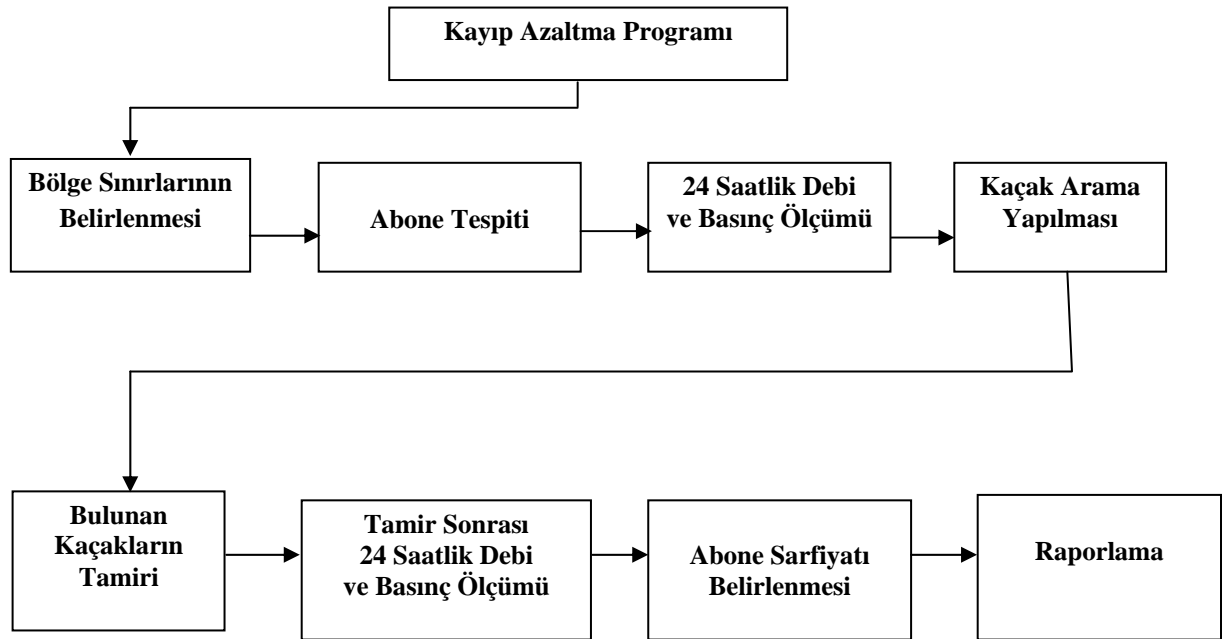 Kayıp Azaltma Programı
Bölge Sınırlarının
Belirlenmesi
Abone Tespiti
24 Saatlik Debi
ve Basınç Ölçümü
Kaçak Arama
Yapılması
Bulunan
Kaçakların
Tamiri
Tamir Sonrası
24 Saatlik Debi
ve Basınç Ölçümü
Abone Sarfiyatı
Belirlenmesi
Raporlama